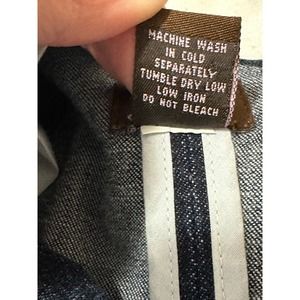 MACHINE WASH
IN COLD
SEPARATELY
TUMBLE DRY LOW
LOW IRON
DO NOT BLEACH